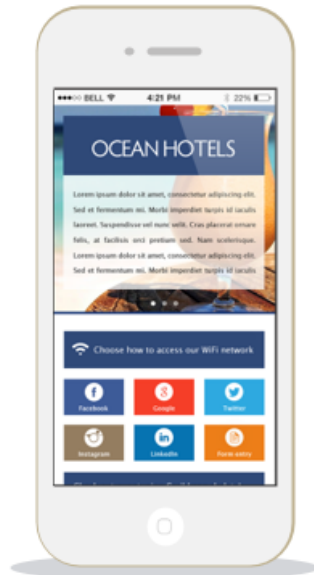 BELL 4:21 PM 22%
OCEAN HOTELS
Lorem ipsum dolor sit amet, consectetur adipiscing elit.
Sed et fermentum mi. Morbi imperdiet turpis id iaculis
laoreet. Suspendisse vel nunc velit. Cras placerat ornare
felis, at facilisis orci pretium sed. Nam scelerisque.
Lorem ipsum dolor sit amet, consectetur adipiscing elit.
Sed et fermentum mi. Morbi imperdiet turpis id iaculis
Choose how to access our WiFi network
Facebook Google Twitter
Instagram LinkedIn Form entry